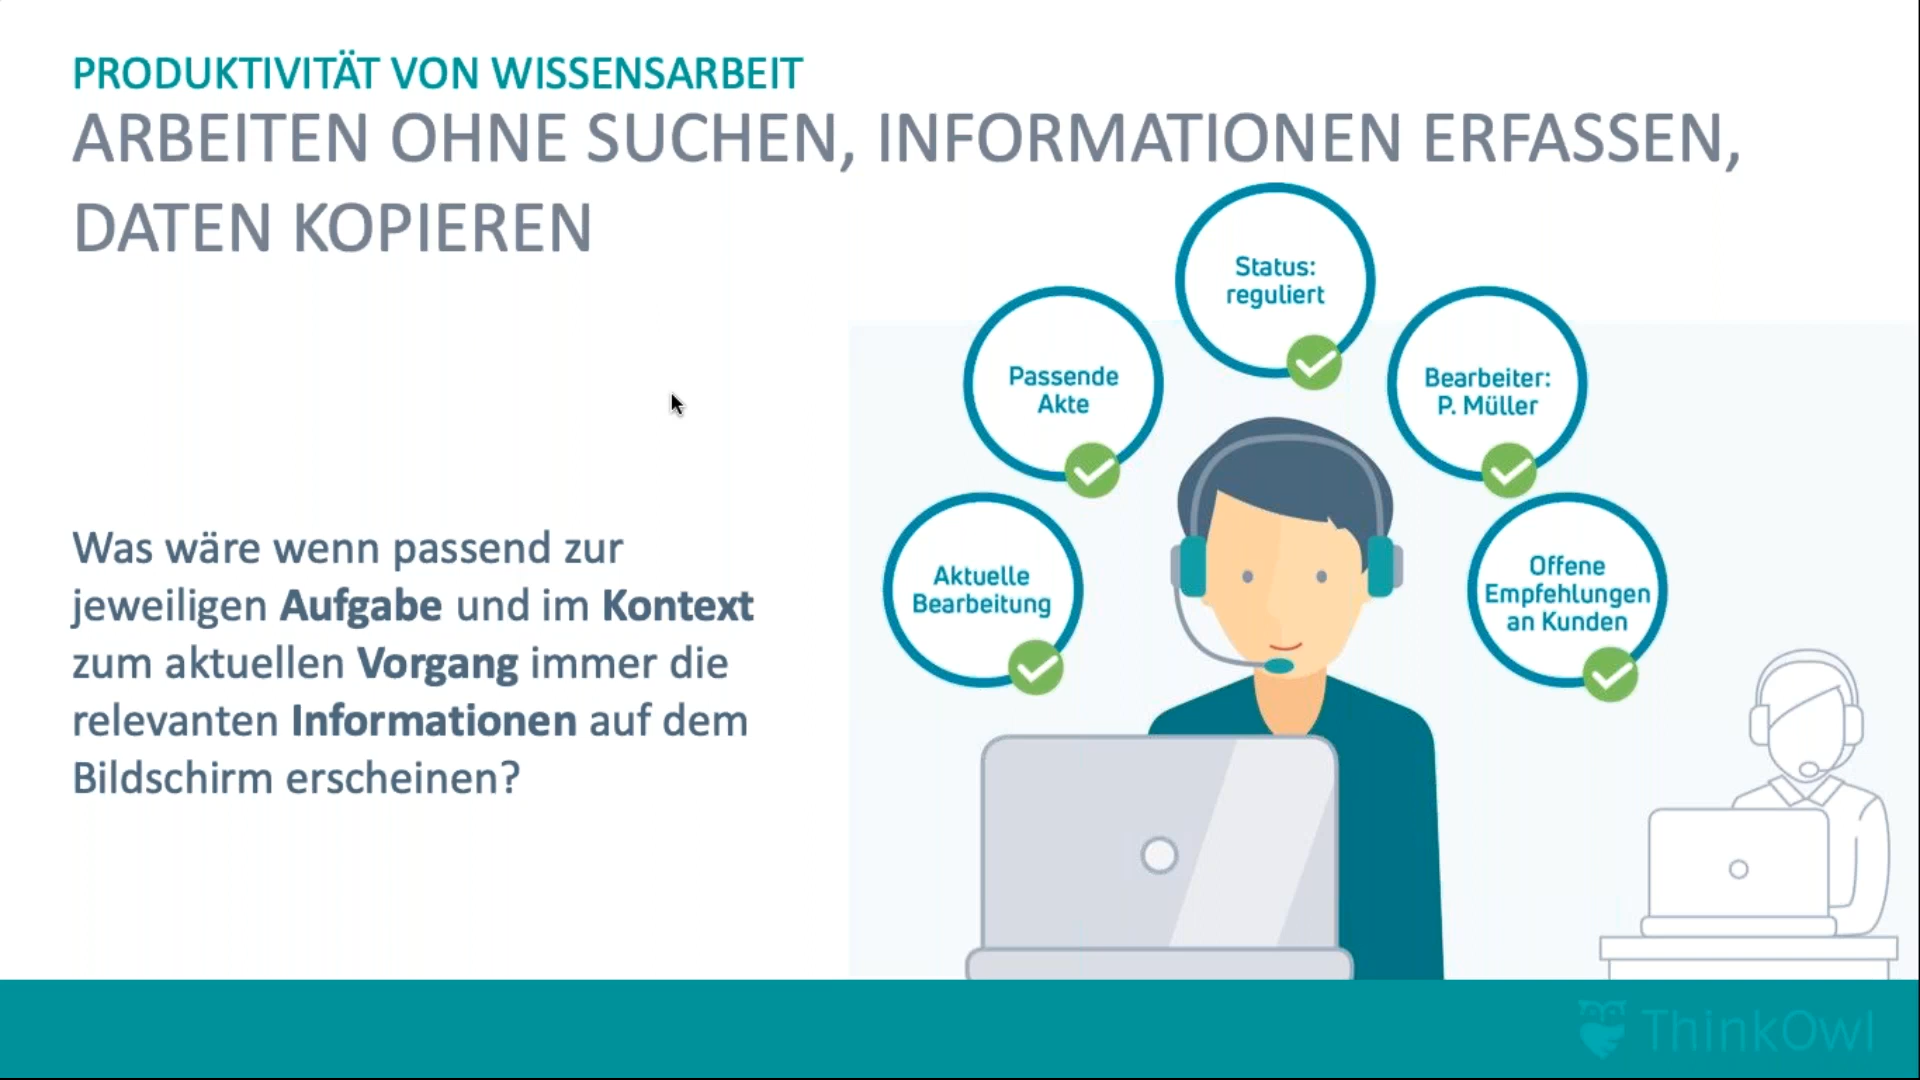 PRODUKTIVITÄT VON WISSENSARBEIT
ARBEITEN OHNE SUCHEN, INFORMATIONEN ERFASSEN,
DATEN KOPIEREN
Status:
reguliert
Passende
Akte
Bearbeiter:
P. Müller
Aktuelle
Bearbeitung
Offene
Empfehlungen
an Kunden
Was wäre wenn passend zur
jeweiligen Aufgabe und im Kontext
zum aktuellen Vorgang immer die
relevanten Informationen auf dem
Bildschirm erscheinen?
ThinkOwl